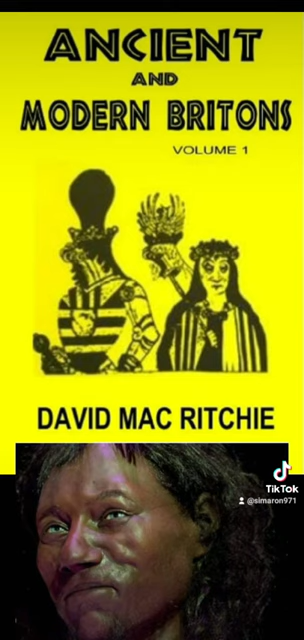 ANCIENT
AND
MODERN BRITONS
VOLUME 1
DAVID MAC RITCHIE
TikTok
@simaron971